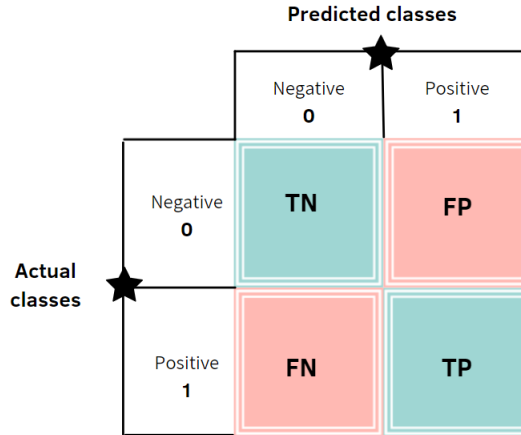 Predicted classes
Negative Positive
0 1
Negative
0
TN FP
Actual
classes
Positive
1
FN TP